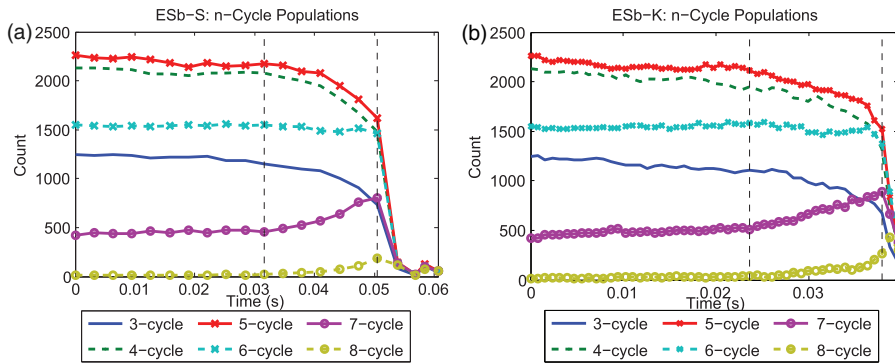 (a)
ESb−S: n−Cycle Populations
2500
2000
1500
1000
500
0
Count
0 0.01 0.02 0.03 0.04 0.05 0.06
Time (s)
3−cycle 5−cycle 7−cycle
4−cycle 6−cycle 8−cycle
(b)
ESb−K: n−Cycle Populations
2500
2000
1500
1000
500
0
Count
0 0.01 0.02 0.03
Time (s)
3−cycle 5−cycle 7−cycle
4−cycle 6−cycle 8−cycle